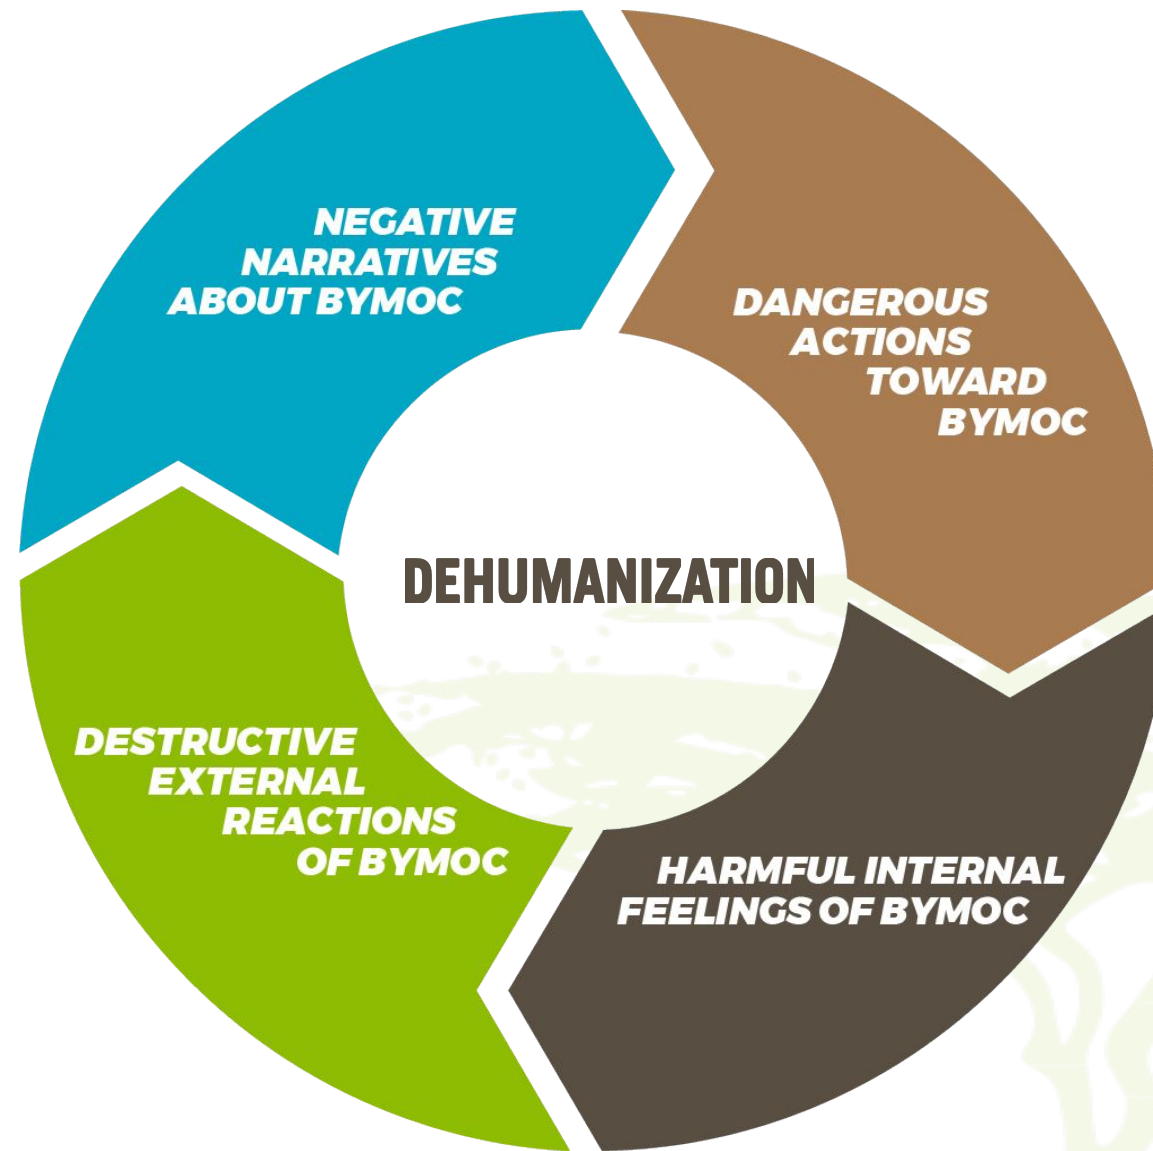 NEGATIVE
NARRATIVES
ABOUT BYMOC
DANGEROUS
ACTIONS
TOWARD
BYMOC
DEHUMANIZATION
HARMFUL INTERNAL
FEELINGS OF BYMOC
DESTRUCTIVE
EXTERNAL
REACTIONS
OF BYMOC